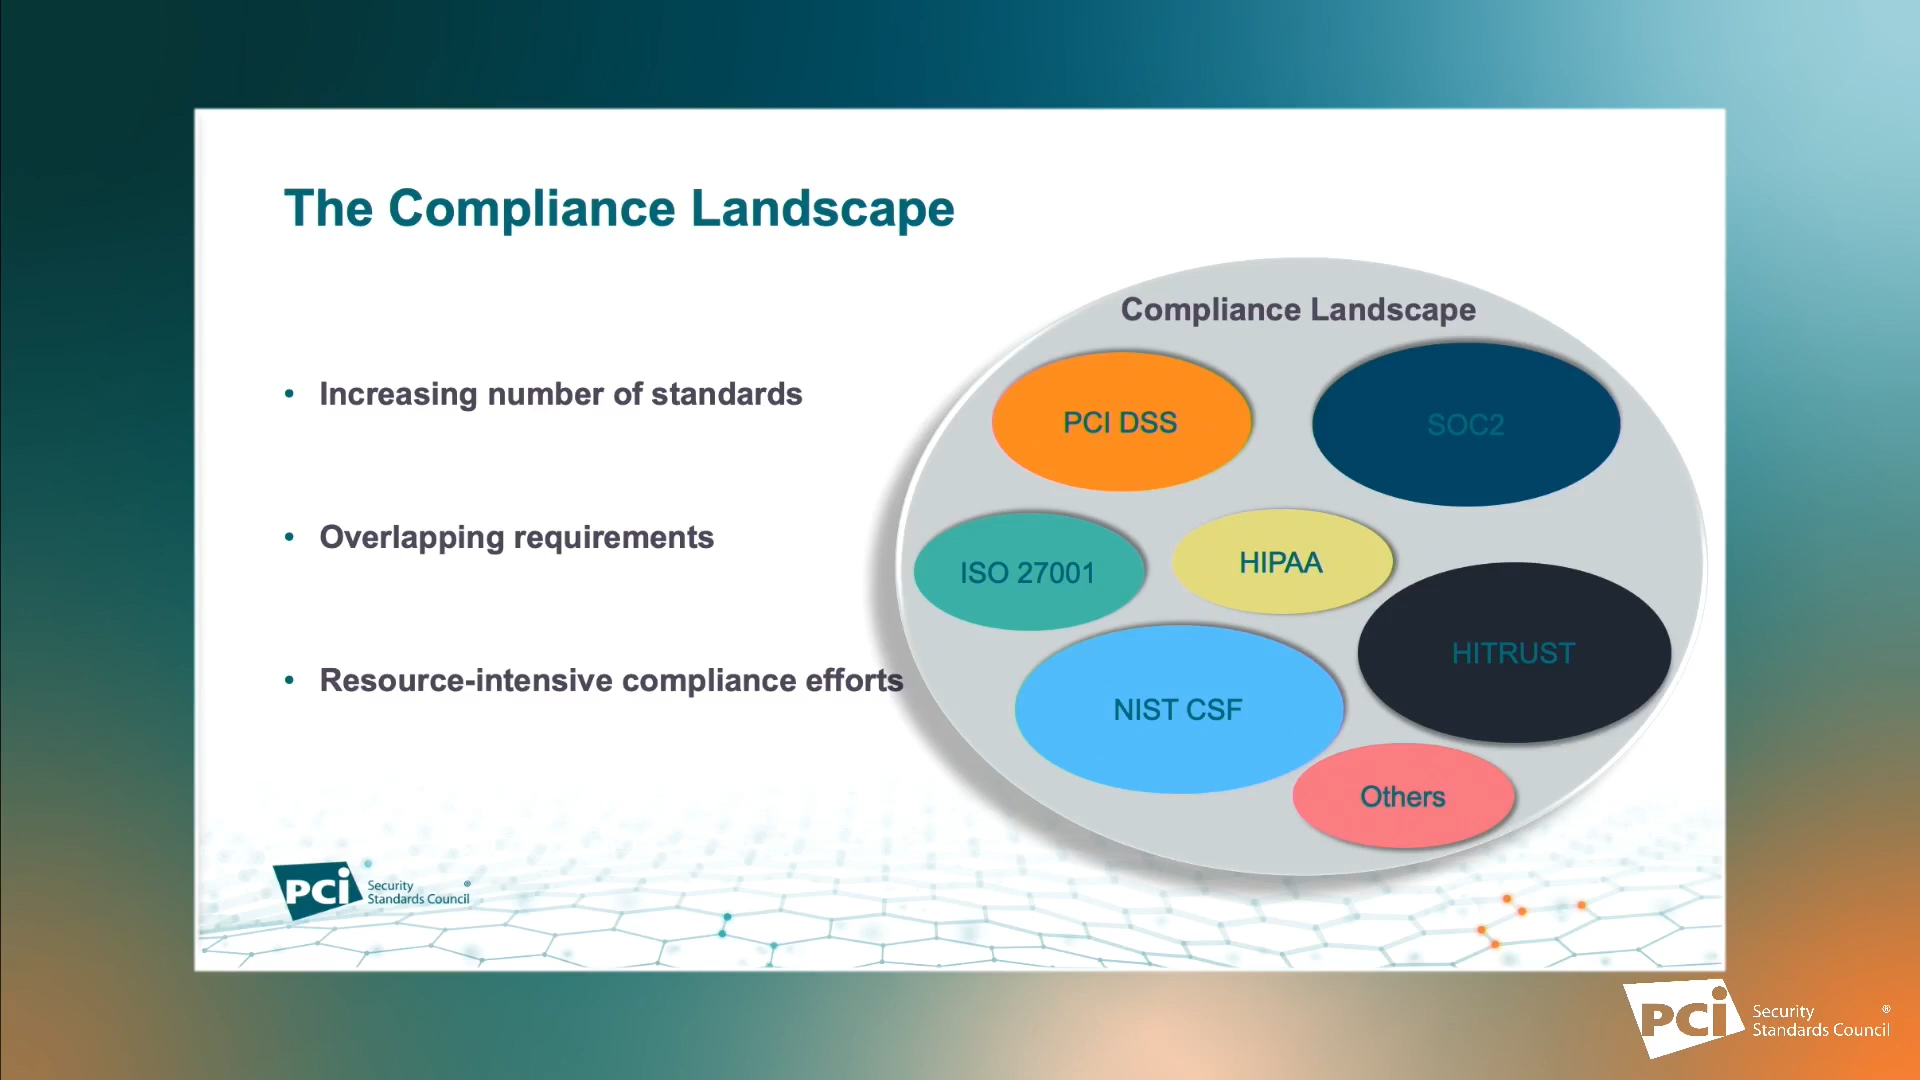 The Compliance Landscape
• Increasing number of standards
• Overlapping requirements
• Resource-intensive compliance efforts
Compliance Landscape
PCI DSS
SOC2
ISO 27001
HIPAA
HITRUST
NIST CSF
Others
PCi Security
Standards Council®
PCi Security
Standards Council®